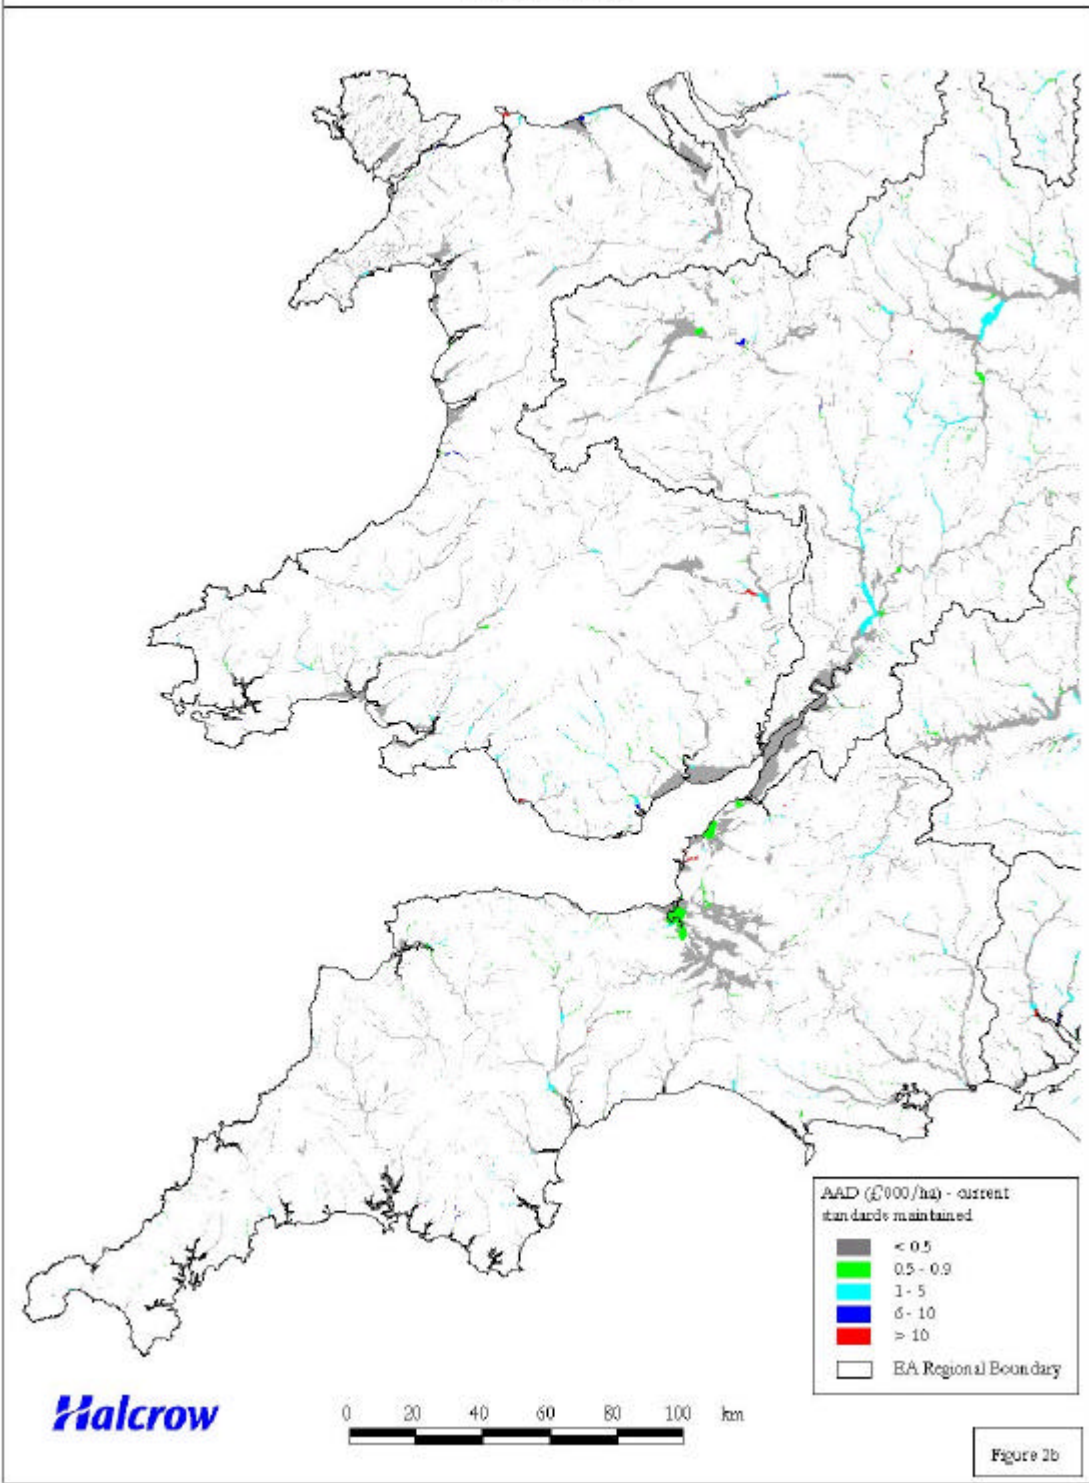 AAD (£'000/ha) - current
standards maintained
< 0.5
0.5 - 0.9
1 - 5
6 - 10
> 10
EA Regional Boundary
Halcrow
0 20 40 60 80 100 km
Figure 2b